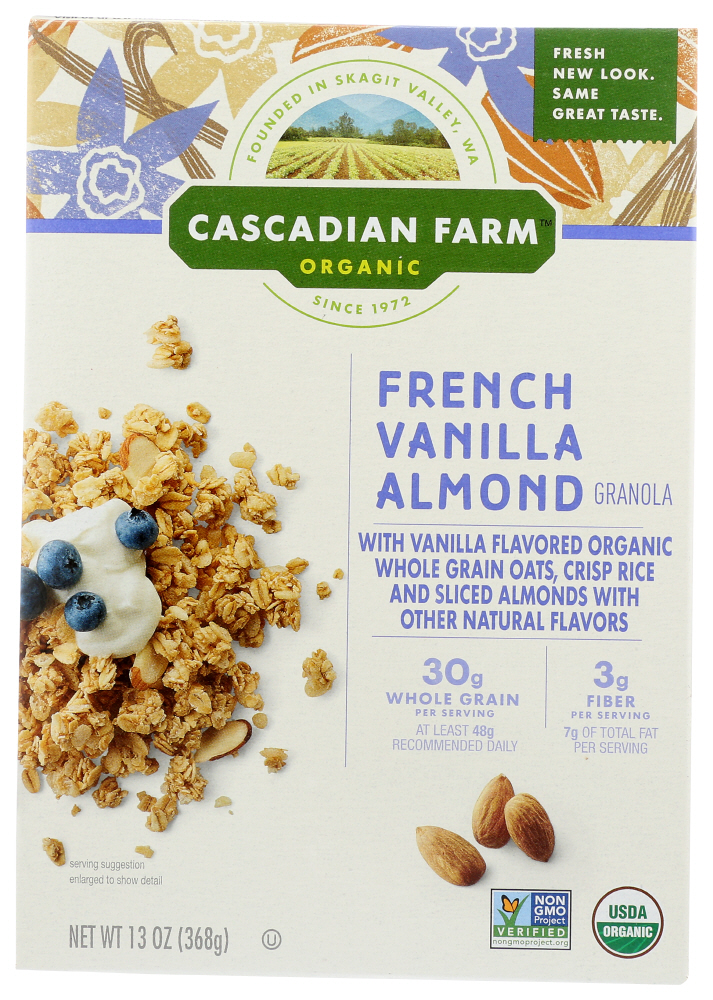 FRESH
NEW LOOK.
SAME
GREAT TASTE.
FOUNDED IN SKAGIT VALLEY, WA
CASCADIAN FARM™
ORGANIC
SINCE 1972
FRENCH
VANILLA
ALMOND GRANOLA
WITH VANILLA FLAVORED ORGANIC
WHOLE GRAIN OATS, CRISP RICE
AND SLICED ALMONDS WITH
OTHER NATURAL FLAVORS
30g
WHOLE GRAIN
PER SERVING
AT LEAST 48g
RECOMMENDED DAILY
3g
FIBER
PER SERVING
7g OF TOTAL FAT
PER SERVING
serving suggestion
enlarged to show detail
NET WT 13 OZ (368g)
U
NON
GMO
Project
VERIFIED
nongmoproject.org
USDA
ORGANIC